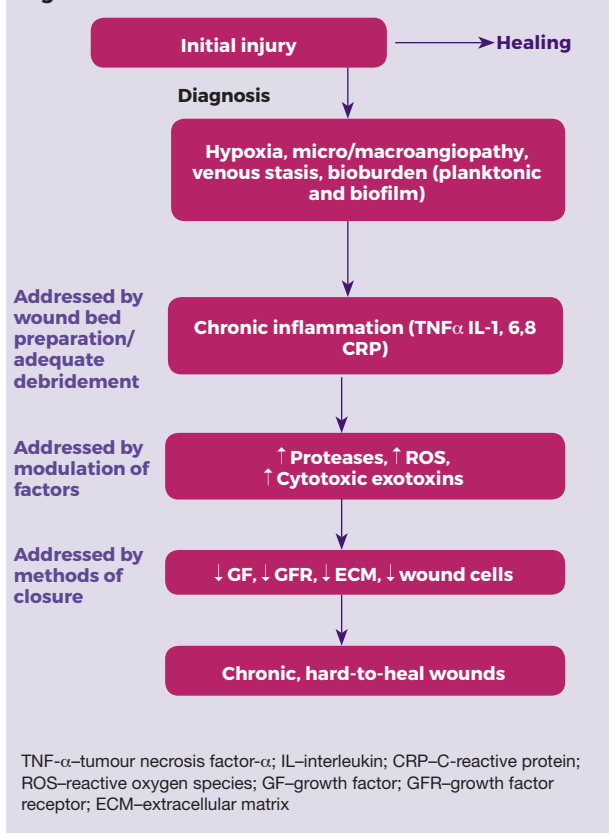 Initial injury
Healing
Diagnosis
Hypoxia, micro/macroangiopathy,
venous stasis, bioburden (planktonic
and biofilm)
Addressed by
wound bed
preparation/
adequate
debridement
Chronic inflammation (TNFα IL-1, 6,8
CRP)
Addressed by
modulation of
factors
↑Proteases, ↑ROS,
↑Cytotoxic exotoxins
Addressed by
methods of
closure
↓GF, ↓GFR, ↓ECM, ↓wound cells
Chronic, hard-to-heal wounds
TNF-α–tumour necrosis factor-α; IL–interleukin; CRP–C-reactive protein;
ROS–reactive oxygen species; GF–growth factor; GFR–growth factor
receptor; ECM–extracellular matrix